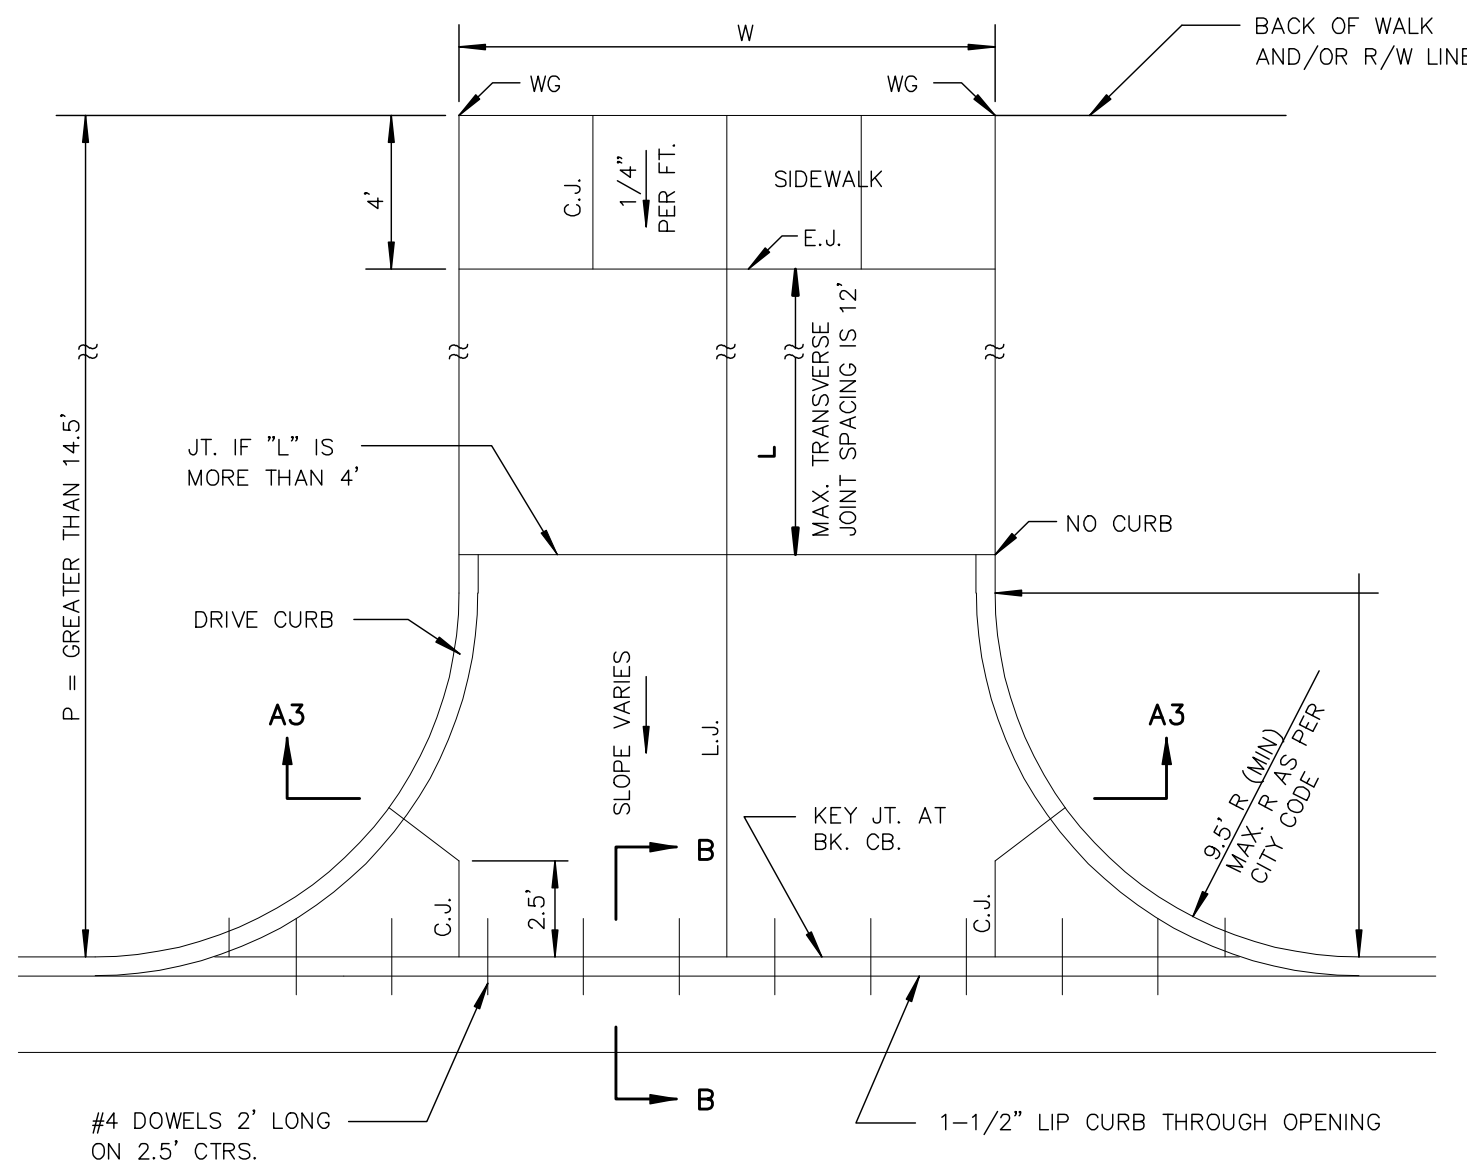 W
BACK OF WALK
AND/OR R/W LINE
WG
WG
4'
C.J.
1/4"
PER FT.
SIDEWALK
E.J.
P = GREATER THAN 14.5'
L
MAX. TRANSVERSE
JOINT SPACING IS 12'
JT. IF "L" IS
MORE THAN 4'
NO CURB
DRIVE CURB
SLOPE VARIES
L.J.
A3
A3
9.5' R (MIN)
MAX. R AS PER
CITY CODE
KEY JT. AT
BK. CB.
B
C.J.
2.5'
C.J.
B
#4 DOWELS 2' LONG
ON 2.5' CTRS.
1-1/2" LIP CURB THROUGH OPENING